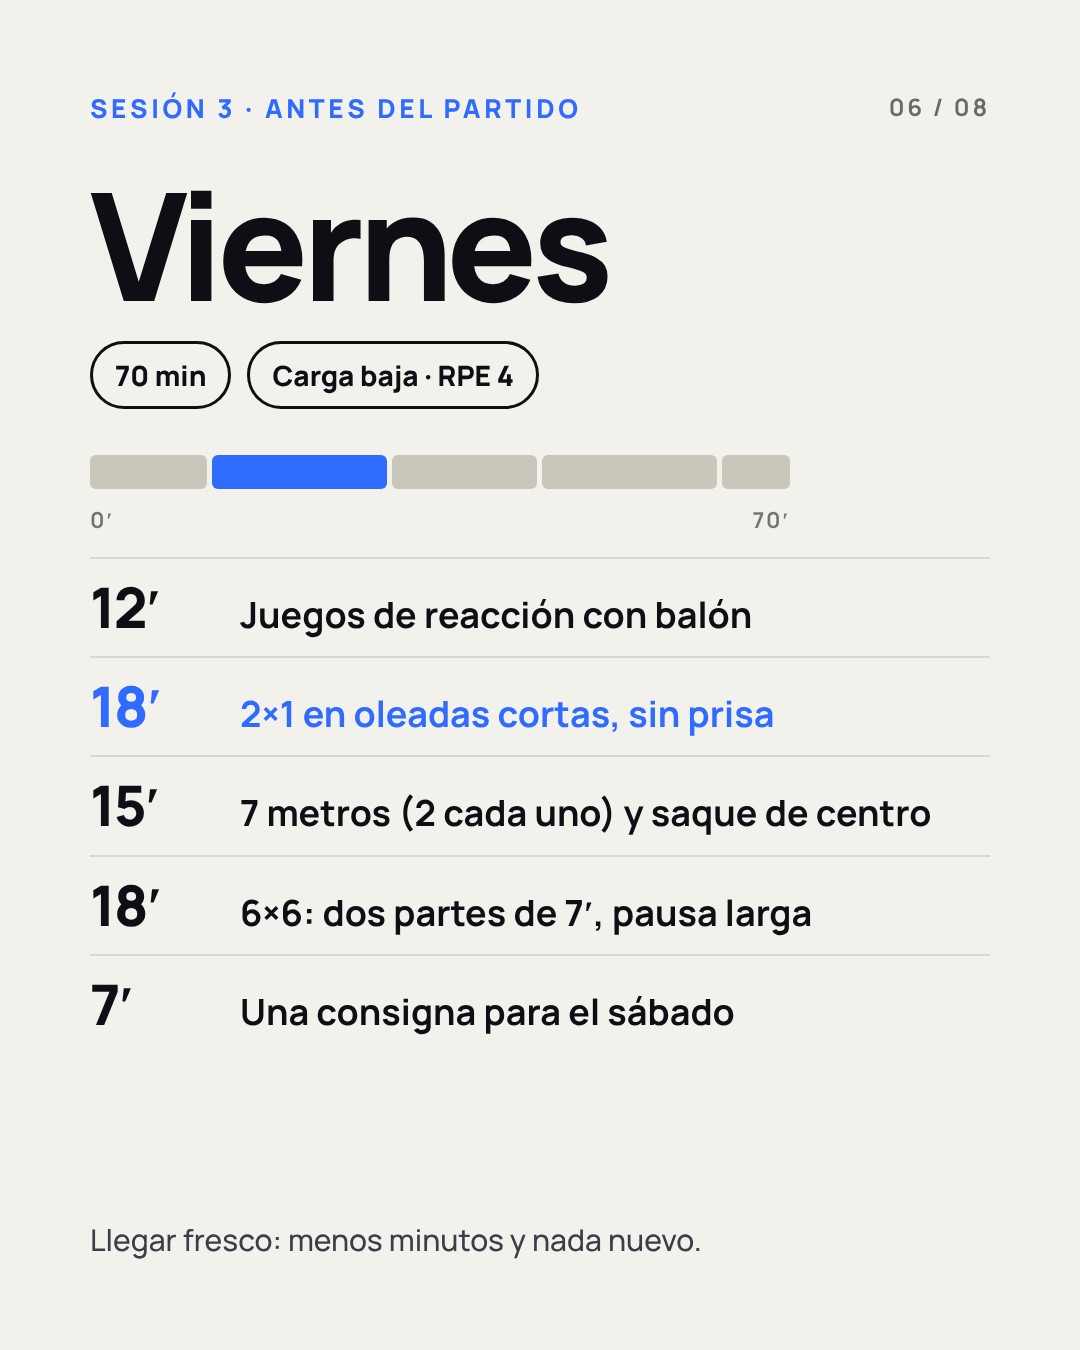 SESIÓN 3 · ANTES DEL PARTIDO
06 / 08
Viernes
70 min
Carga baja · RPE 4
0′
70′
12′ Juegos de reacción con balón
18′ 2×1 en oleadas cortas, sin prisa
15′ 7 metros (2 cada uno) y saque de centro
18′ 6×6: dos partes de 7′, pausa larga
7′ Una consigna para el sábado
Llegar fresco: menos minutos y nada nuevo.